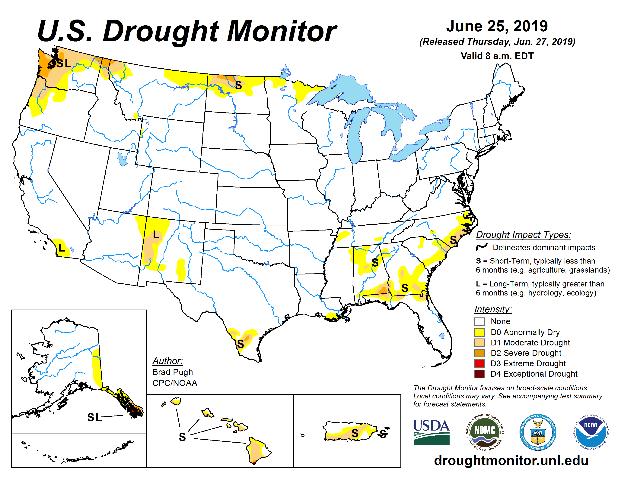 U.S. Drought Monitor
June 25, 2019
(Released Thursday, Jun. 27, 2019)
Valid 8 a.m. EDT
SL
S
L
L
S
S
S
S
Drought Impact Types:
Delineates dominant impacts
S = Short-Term, typically less than
6 months (e.g. agriculture, grasslands)
L = Long-Term, typically greater than
6 months (e.g. hydrology, ecology)
Intensity:
None
D0 Abnormally Dry
D1 Moderate Drought
D2 Severe Drought
D3 Extreme Drought
D4 Exceptional Drought
Author:
Brad Pugh
CPC/NOAA
SL
S
S
S
The Drought Monitor focuses on broad-scale conditions.
Local conditions may vary. See accompanying text summary
for forecast statements.
USDA
NDMC
NOAA
droughtmonitor.unl.edu